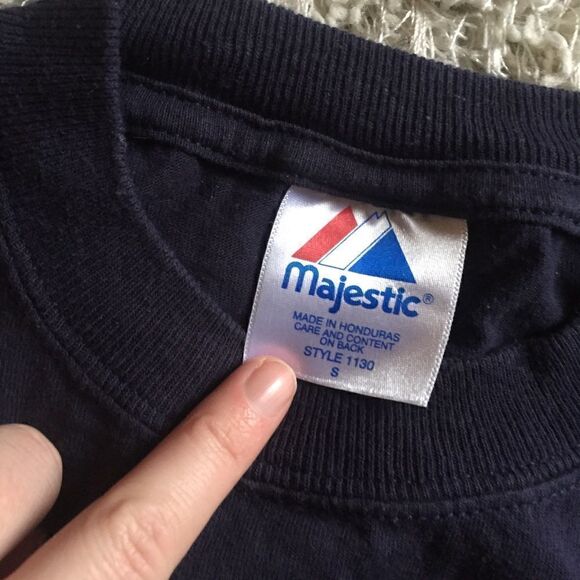 Majestic®
MADE IN HONDURAS
CARE AND CONTENT
ON BACK
STYLE 1130
S